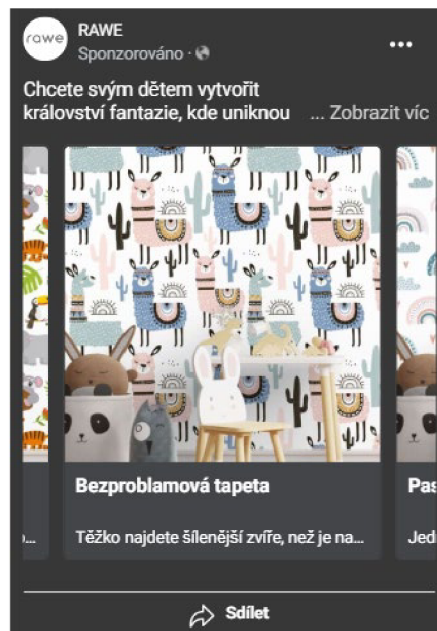 rawe
RAWE
Sponzorováno ·
Chcete svým dětem vytvořit
království fantazie, kde uniknou ... Zobrazit víc
Bezproblamová tapeta
Pas
o...
Těžko najdete šílenější zvíře, než je na...
Jed
Sdílet